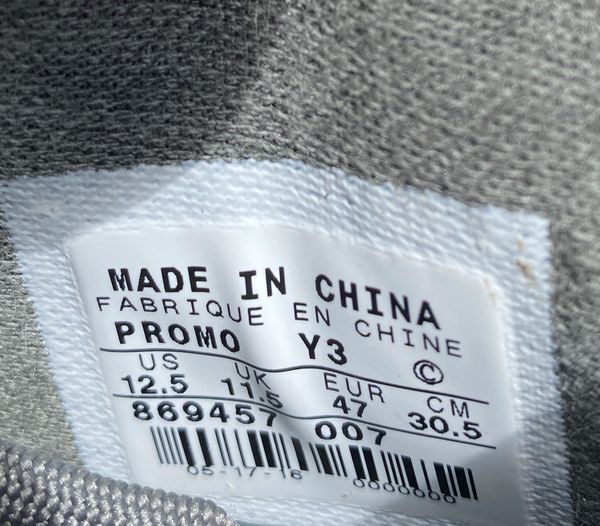 MADE IN CHINA
FABRIQUE EN CHINE
PROMO Y3 ©
US UK EUR CM
12.5 11.5 47 30.5
869457 007
05-17-16 0000000